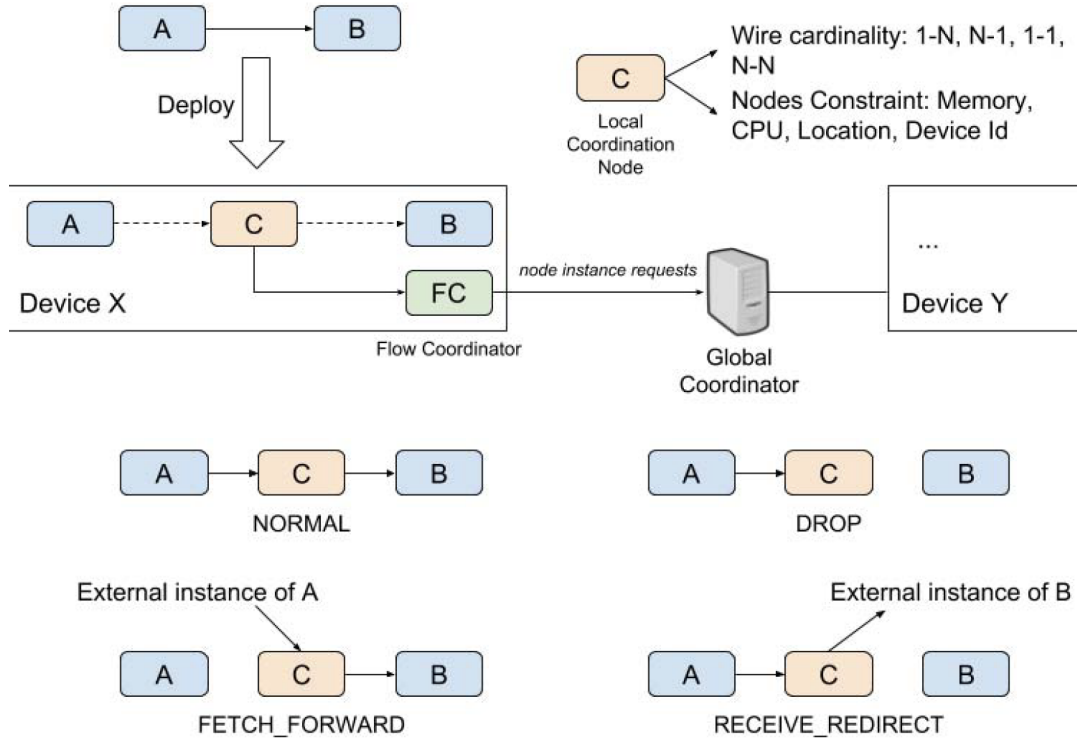 A
B
Deploy
C
Local
Coordination
Node
Wire cardinality: 1-N, N-1, 1-1,
N-N
Nodes Constraint: Memory,
CPU, Location, Device Id
A
C
B
FC
Device X
Flow Coordinator
node instance requests
Global
Coordinator
...
Device Y
A
C
B
NORMAL
A
C
B
DROP
External instance of A
A
C
B
FETCH_FORWARD
External instance of B
A
C
B
RECEIVE_REDIRECT